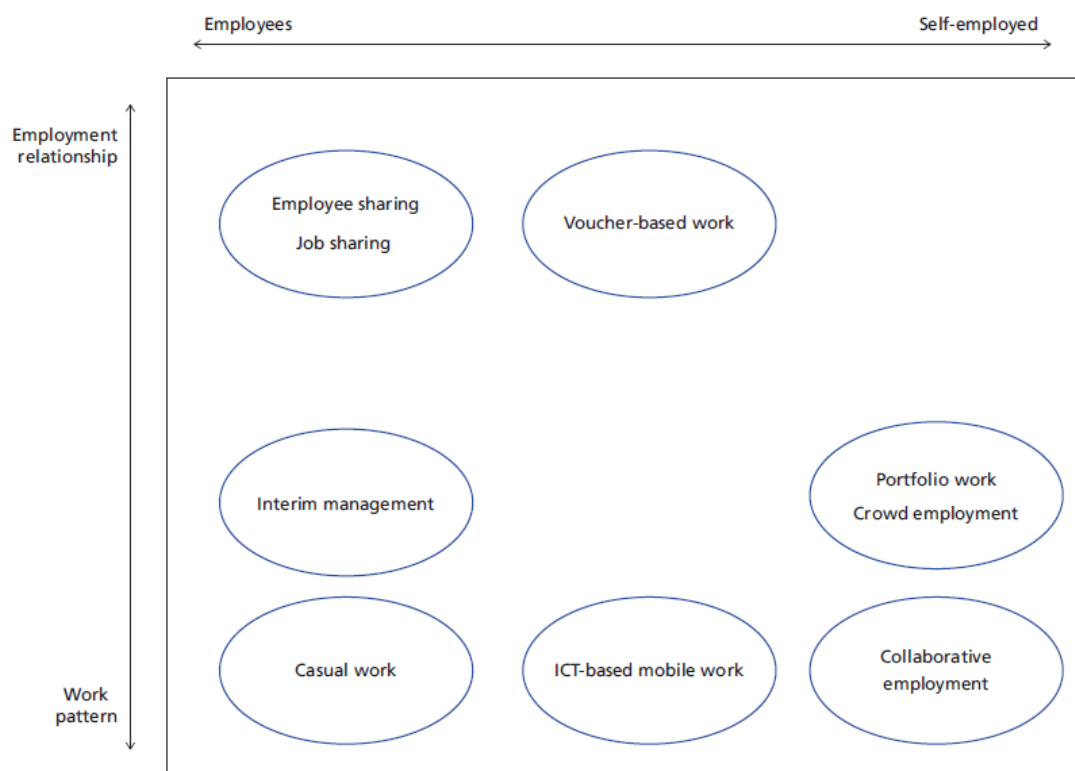 Employees
Self-employed
Employment
relationship
Employee sharing
Job sharing
Voucher-based work
Interim management
Portfolio work
Crowd employment
Casual work
ICT-based mobile work
Collaborative
employment
Work
pattern